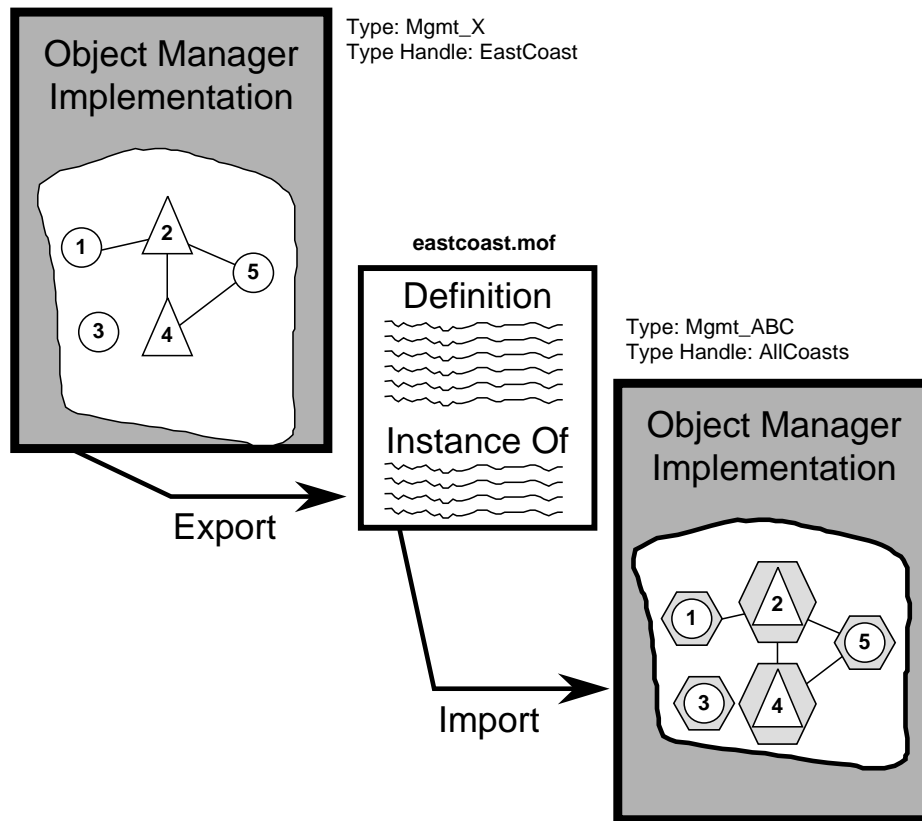 Object Manager
Implementation
Type: Mgmt_X
Type Handle: EastCoast
1
2
5
3
4
Export
eastcoast.mof
Definition
Instance Of
Import
Type: Mgmt_ABC
Type Handle: AllCoasts
Object Manager
Implementation
1
2
5
3
4